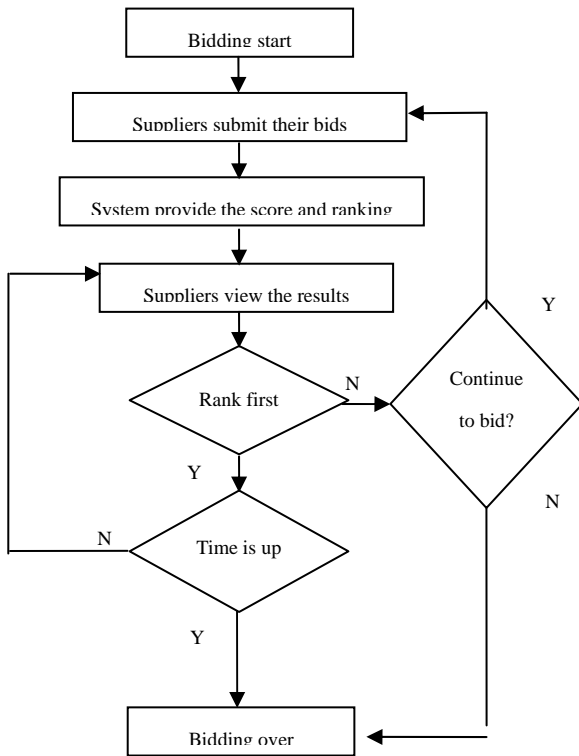 Bidding start
Suppliers submit their bids
System provide the score and ranking
Suppliers view the results
Rank first
N
Y
Continue
to bid?
Y
N
Time is up
N
Y
Bidding over